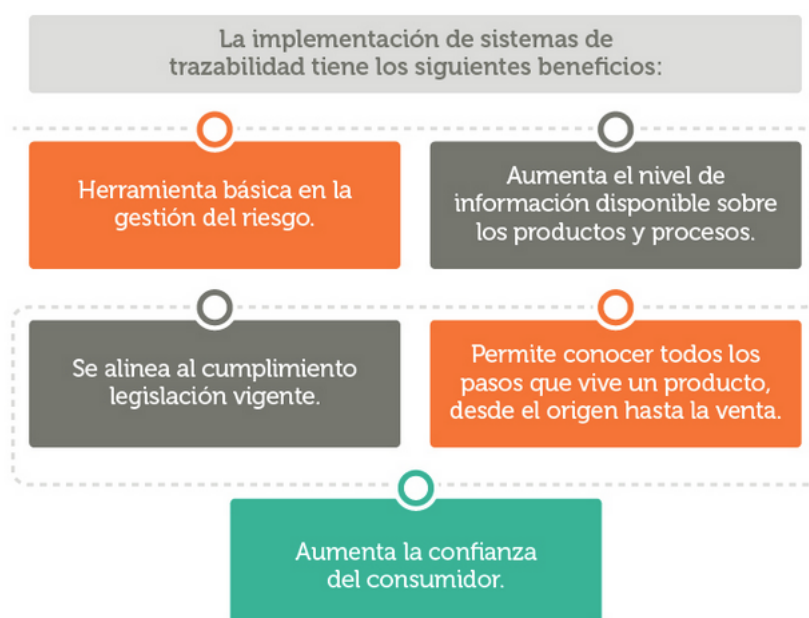 La implementación de sistemas de
trazabilidad tiene los siguientes beneficios:
Herramienta básica en la
gestión del riesgo.
Aumenta el nivel de
información disponible sobre
los productos y procesos.
Se alinea al cumplimiento
legislación vigente.
Permite conocer todos los
pasos que vive un producto,
desde el origen hasta la venta.
Aumenta la confianza
del consumidor.